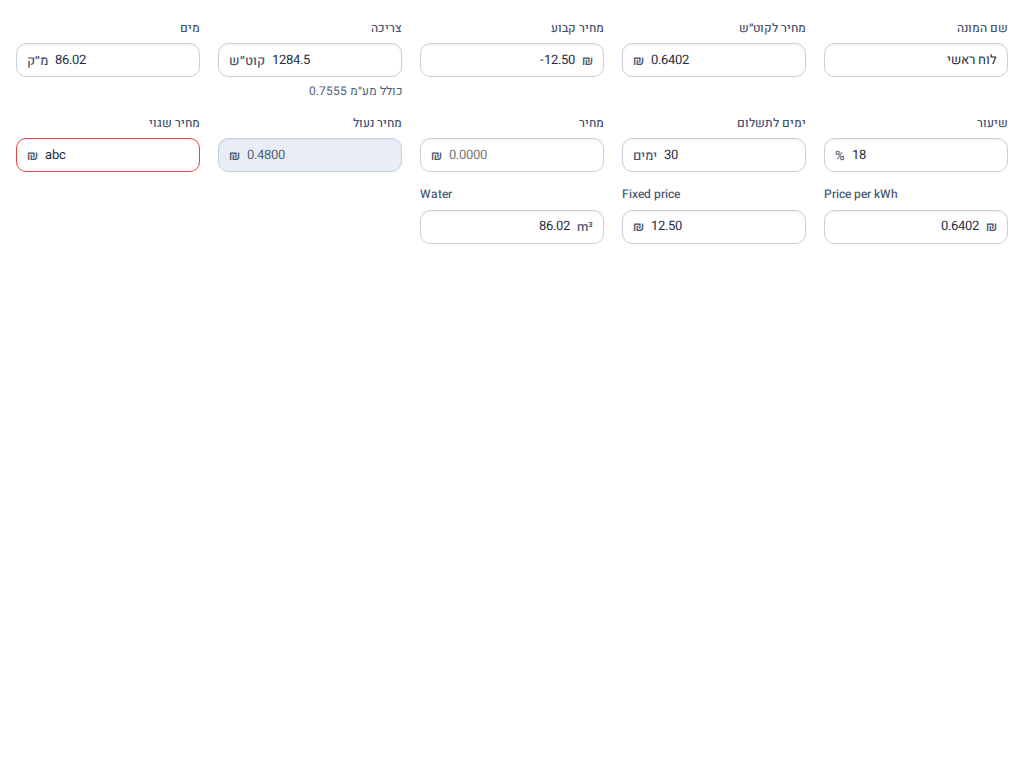 שם המונה
לוח ראשי
מחיר לקוט"ש
0.6402 ₪
מחיר קבוע
-12.50 ₪
צריכה
1284.5 קוט"ש
כולל מע"מ 0.7555
מים
86.02 מ"ק
שיעור
18 %
ימים לתשלום
30 ימים
מחיר
0.0000 ₪
מחיר נעול
0.4800 ₪
מחיר שגוי
abc ₪
Price per kWh
0.6402 ₪
Fixed price
₪ 12.50
Water
86.02 m³